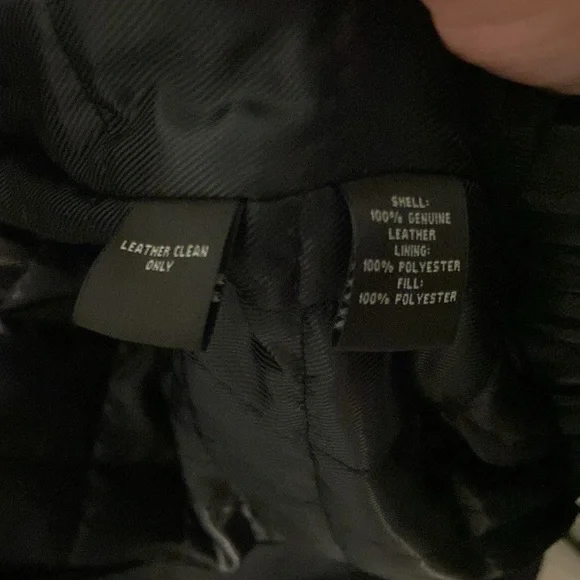 LEATHER CLEAN
ONLY
SHELL:
100% GENUINE
LEATHER
LINING:
100% POLYESTER
FILL:
100% POLYESTER